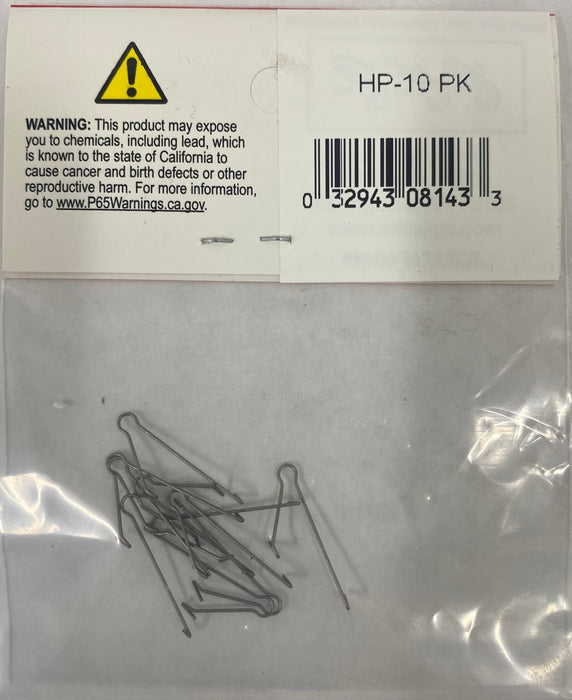 WARNING: This product may expose
you to chemicals, including lead, which
is known to the state of California to
cause cancer and birth defects or other
reproductive harm. For more information,
go to www.P65Warnings.ca.gov.
HP-10 PK
0 32943 08143 3